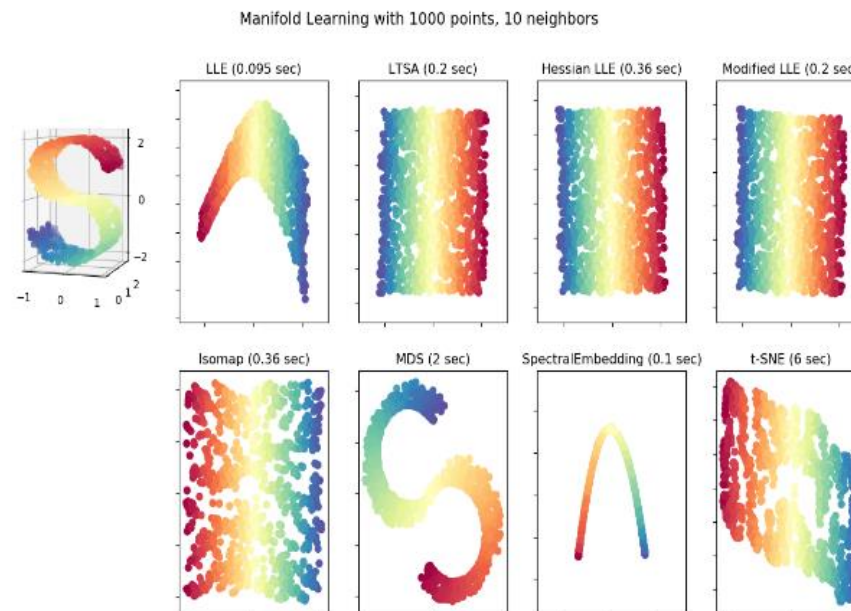 Manifold Learning with 1000 points, 10 neighbors
LLE (0.095 sec)
LTSA (0.2 sec)
Hessian LLE (0.36 sec)
Modified LLE (0.2 sec
2
0
−2
−1
0
1
0
1
2
Isomap (0.36 sec)
MDS (2 sec)
SpectralEmbedding (0.1 sec)
t-SNE (6 sec)